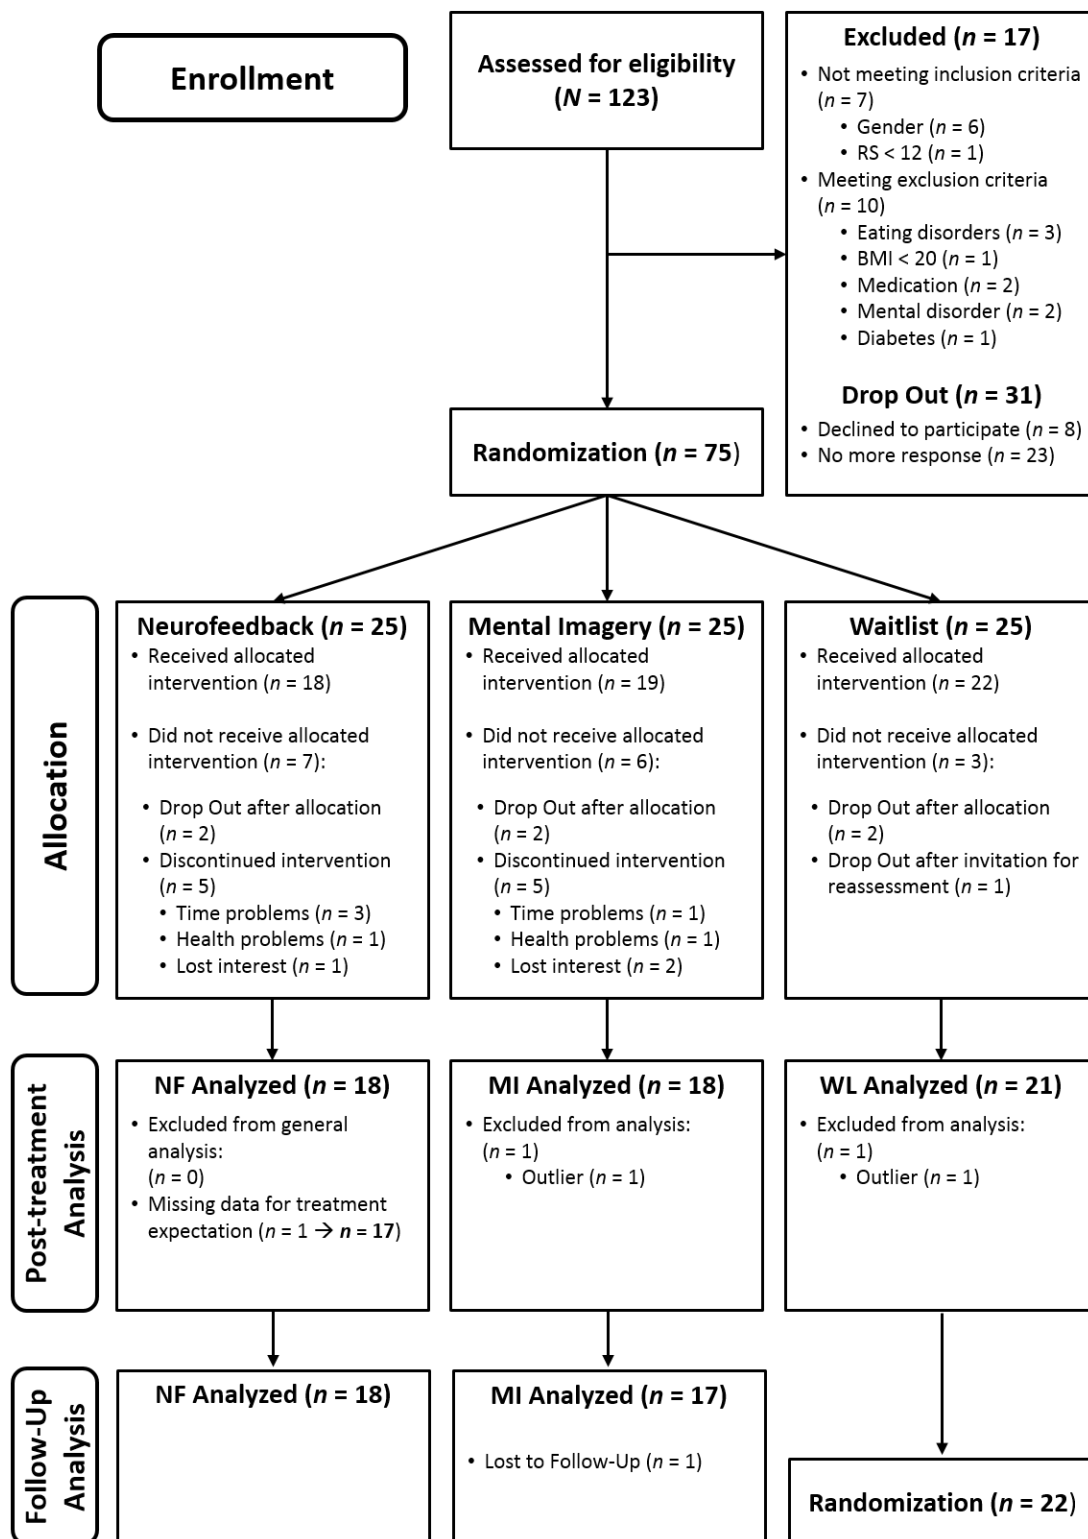 Enrollment
Assessed for eligibility
(N = 123)
Excluded (n = 17)
• Not meeting inclusion criteria
(n = 7)
• Gender (n = 6)
• RS < 12 (n = 1)
• Meeting exclusion criteria
(n = 10)
• Eating disorders (n = 3)
• BMI < 20 (n = 1)
• Medication (n = 2)
• Mental disorder (n = 2)
• Diabetes (n = 1)
Drop Out (n = 31)
• Declined to participate (n = 8)
• No more response (n = 23)
Randomization (n = 75)
Allocation
Neurofeedback (n = 25)
• Received allocated
intervention (n = 18)
• Did not receive allocated
intervention (n = 7):
• Drop Out after allocation
(n = 2)
• Discontinued intervention
(n = 5)
• Time problems (n = 3)
• Health problems (n = 1)
• Lost interest (n = 1)
Mental Imagery (n = 25)
• Received allocated
intervention (n = 19)
• Did not receive allocated
intervention (n = 6):
• Drop Out after allocation
(n = 2)
• Discontinued intervention
(n = 5)
• Time problems (n = 1)
• Health problems (n = 1)
• Lost interest (n = 2)
Waitlist (n = 25)
• Received allocated
intervention (n = 22)
• Did not receive allocated
intervention (n = 3):
• Drop Out after allocation
(n = 2)
• Drop Out after invitation for
reassessment (n = 1)
Post-treatment
Analysis
NF Analyzed (n = 18)
• Excluded from general
analysis:
(n = 0)
• Missing data for treatment
expectation (n = 1 → n = 17)
MI Analyzed (n = 18)
• Excluded from analysis:
(n = 1)
• Outlier (n = 1)
WL Analyzed (n = 21)
• Excluded from analysis:
(n = 1)
• Outlier (n = 1)
Follow-Up
Analysis
NF Analyzed (n = 18)
MI Analyzed (n = 17)
• Lost to Follow-Up (n = 1)
Randomization (n = 22)